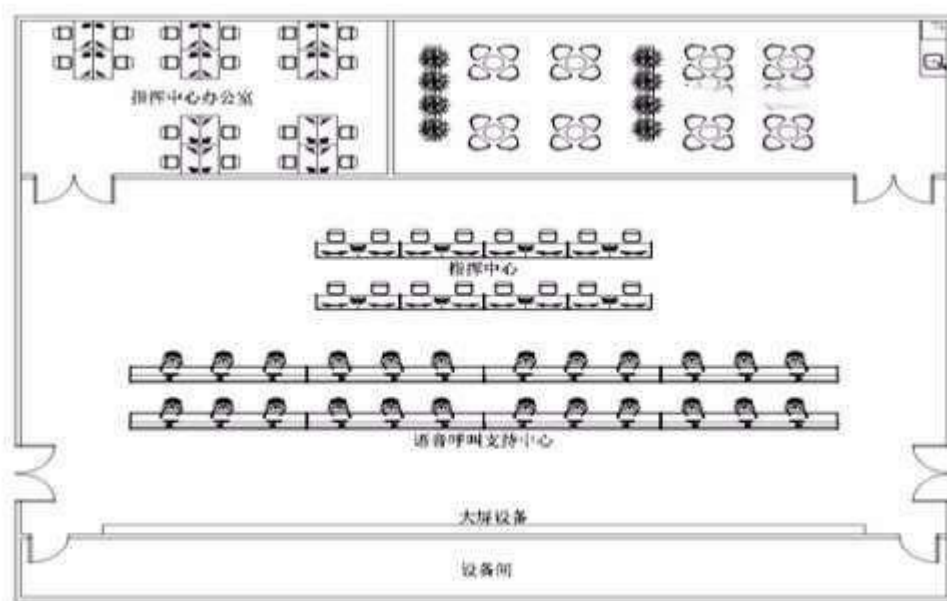 指挥中心办公室
指挥中心
语音呼叫支持中心
大屏设备
设备间